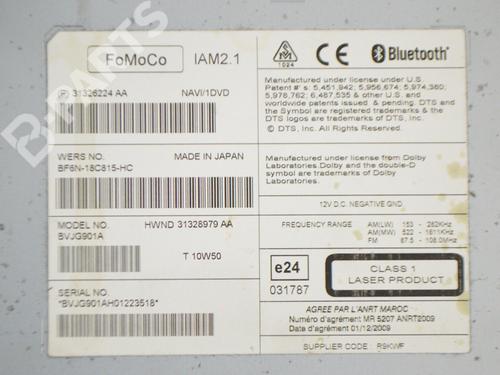 FoMoCo IAM2.1
(P) 31326224 AA NAVI/1DVD
WERS NO. MADE IN JAPAN
BF6N-18C815-HC
MODEL NO. HWND 31328979 AA
BVJG901A
T 10W50
SERIAL NO.
*BVJG901AH01223518*
1024
CE Bluetooth
Manufactured under license under U.S.
Patent #'s: 5,451,942; 5,956,674; 5,974,380;
5,978,762; 6,487,535 & other U.S. and
worldwide patents issued & pending. DTS and
the Symbol are registered trademarks & the
DTS logos are trademarks of DTS, Inc.
© DTS, Inc. All Rights Reserved.
Manufactured under license from Dolby
Laboratories.Dolby and the double-D
symbol are trademarks of Dolby
Laboratories.
12V D.C. NEGATIVE GND.
FREQUENCY RANGE AM(LW) 153 - 282KHz
AM(MW) 522 - 1611KHz
FM 87.5 - 108.0MHz
e24
031787
CLASS 1
LASER PRODUCT
AGREE PAR L'ANRT MAROC
Numéro d'agrément MR 5207 ANRT2009
Date d'agrément 01/12/2009
SUPPLIER CODE : R9KWF
B-Parts